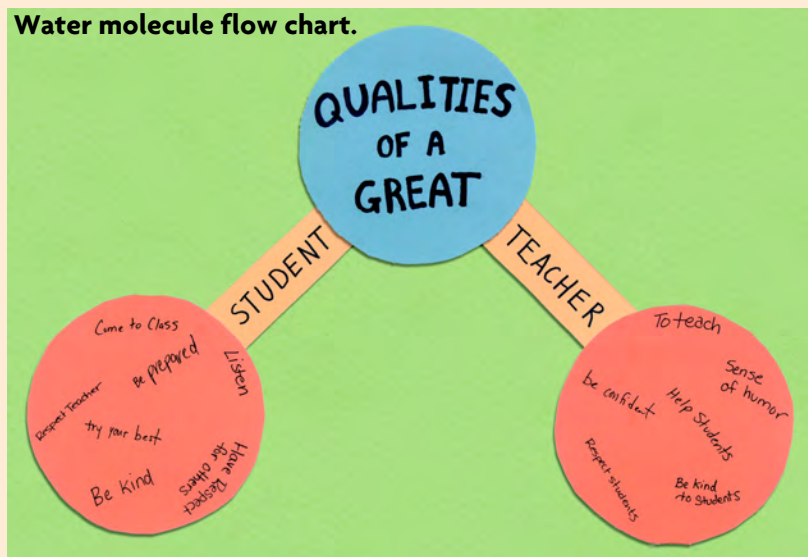 Water molecule flow chart.
QUALITIES
OF A
GREAT
STUDENT
TEACHER
Come to Class
Be prepared
Listen
Respect Teacher
try your best
Be kind
Have Respect
for others
To teach
Sense
of humor
be confident
Help Students
Respect students
Be kind
to students